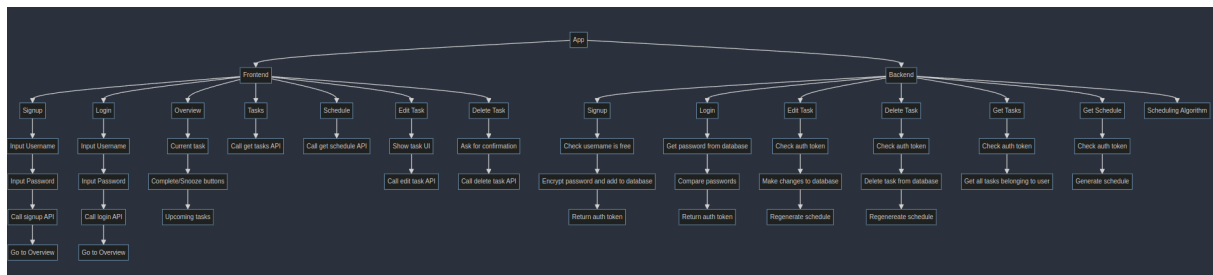 App
Frontend
Backend
Signup
Login
Overview
Tasks
Schedule
Edit Task
Delete Task
Signup
Login
Edit Task
Delete Task
Get Tasks
Get Schedule
Scheduling Algorithm
Input Username
Input Username
Current task
Call get tasks API
Call get schedule API
Show task UI
Ask for confirmation
Check username is free
Get password from database
Check auth token
Check auth token
Check auth token
Check auth token
Input Password
Input Password
Complete/Snooze buttons
Call edit task API
Call delete task API
Encrypt password and add to database
Compare passwords
Make changes to database
Delete task from database
Get all tasks belonging to user
Generate schedule
Call signup API
Call login API
Upcoming tasks
Return auth token
Return auth token
Regenerate schedule
Regenereate schedule
Go to Overview
Go to Overview